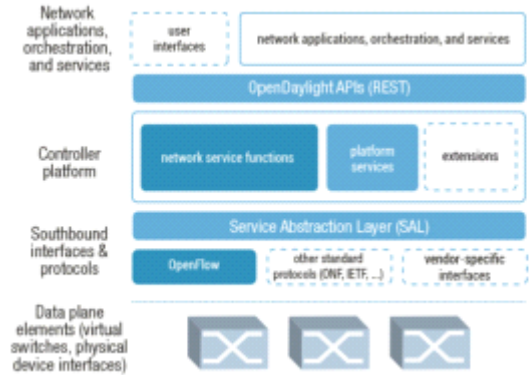 Network
applications,
orchestration,
and services
user
interfaces
network applications, orchestration, and services
OpenDaylight APIs (REST)
Controller
platform
network service functions
platform
services
extensions
Service Abstraction Layer (SAL)
Southbound
interfaces &
protocols
OpenFlow
other standard
protocols (ONF, IETF, ...)
vendor-specific
interfaces
Data plane
elements (virtual
switches, physical
device interfaces)